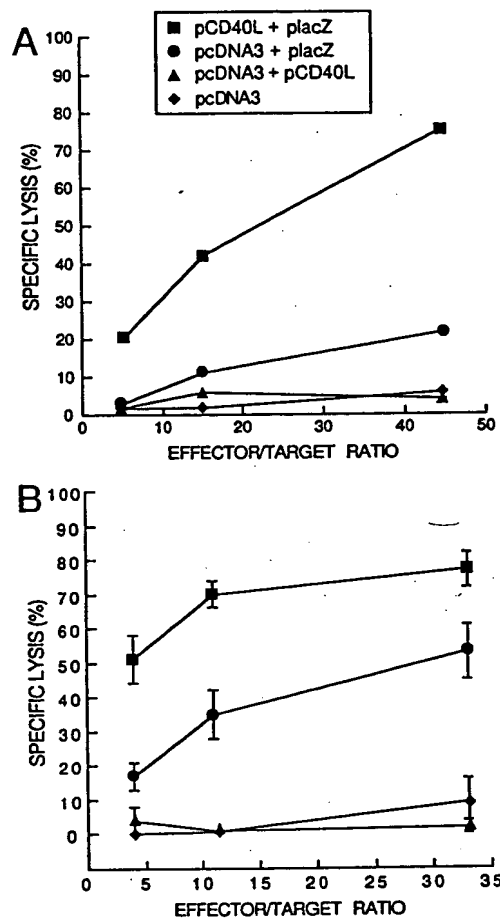 A
pCD40L + placZ
pcDNA3 + placZ
pcDNA3 + pCD40L
pcDNA3
100
90
80
70
60
50
40
30
20
10
0
SPECIFIC LYSIS (%)
0 10 20 30 40 50
EFFECTOR/TARGET RATIO
B
100
90
80
70
60
50
40
30
20
10
0
SPECIFIC LYSIS (%)
0 5 10 15 20 25 30 35
EFFECTOR/TARGET RATIO